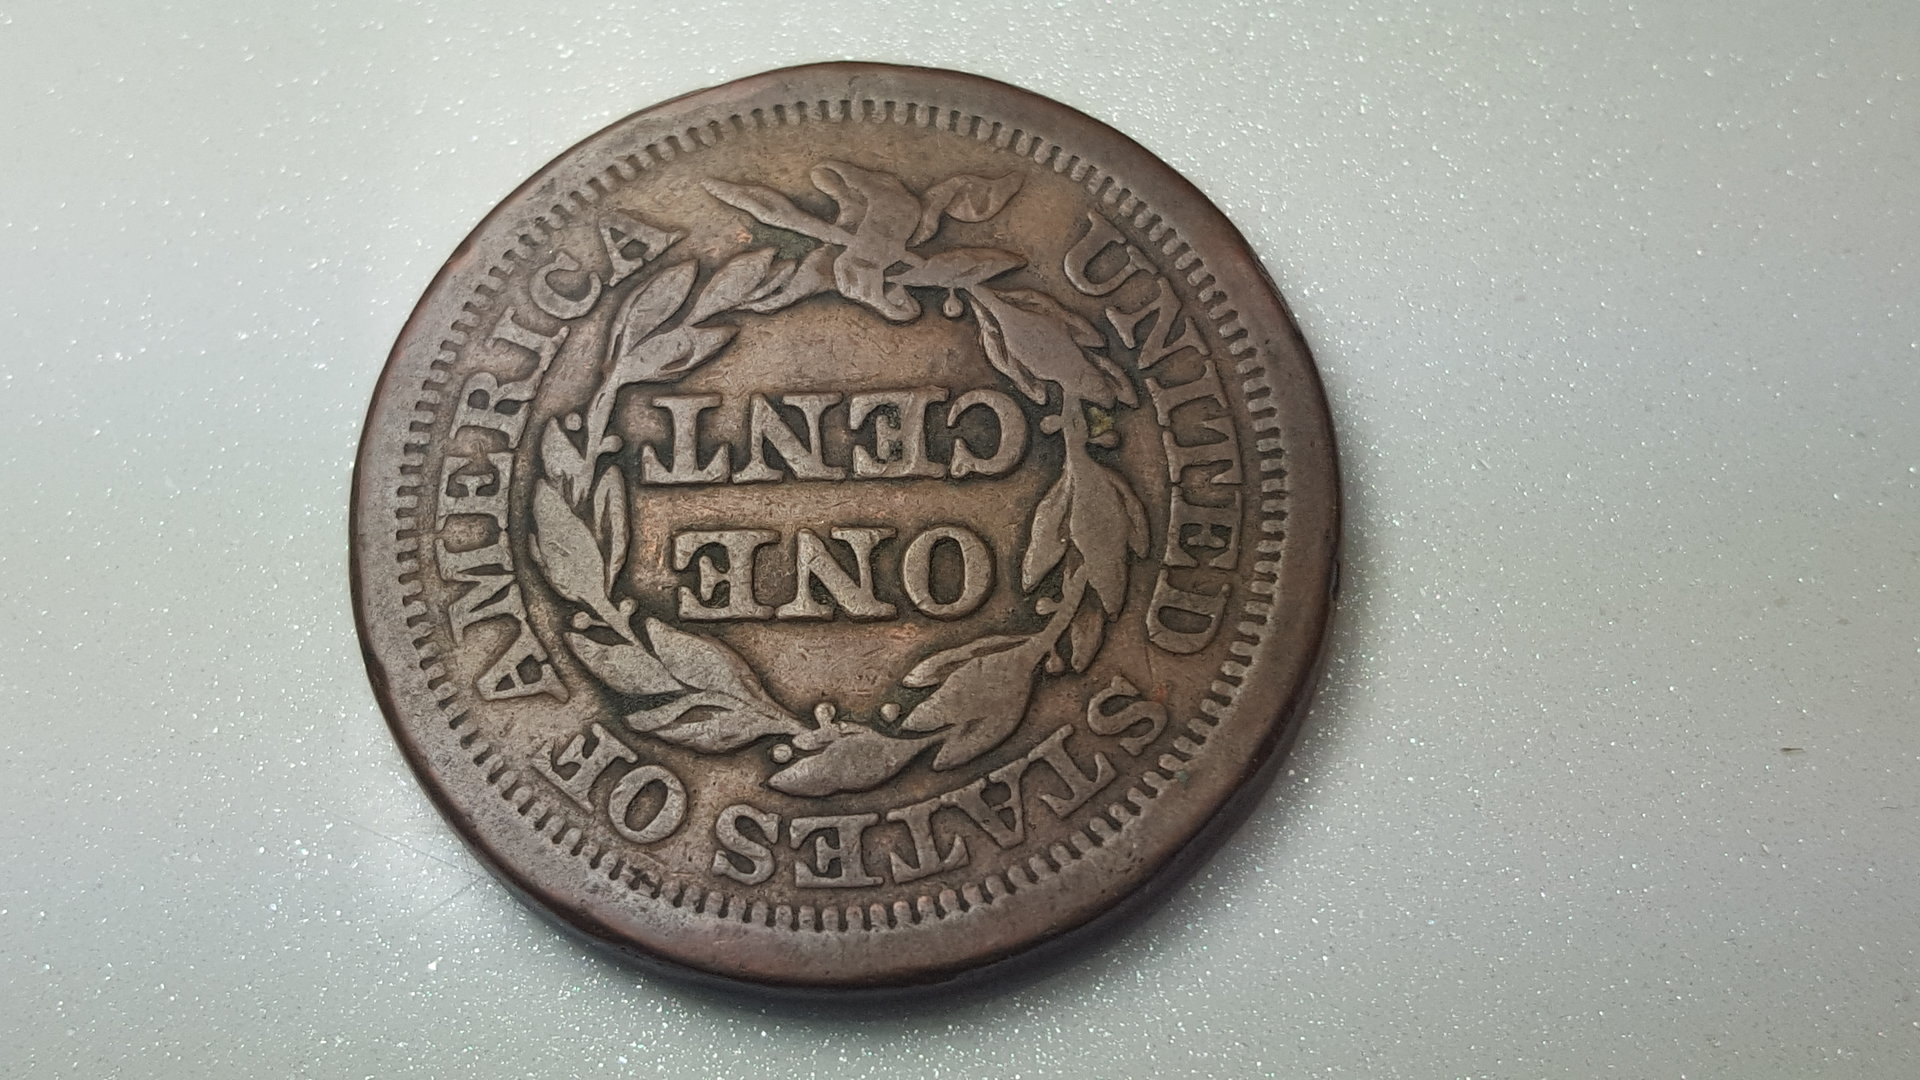 UNITED STATES OF AMERICA
ONE
CENT